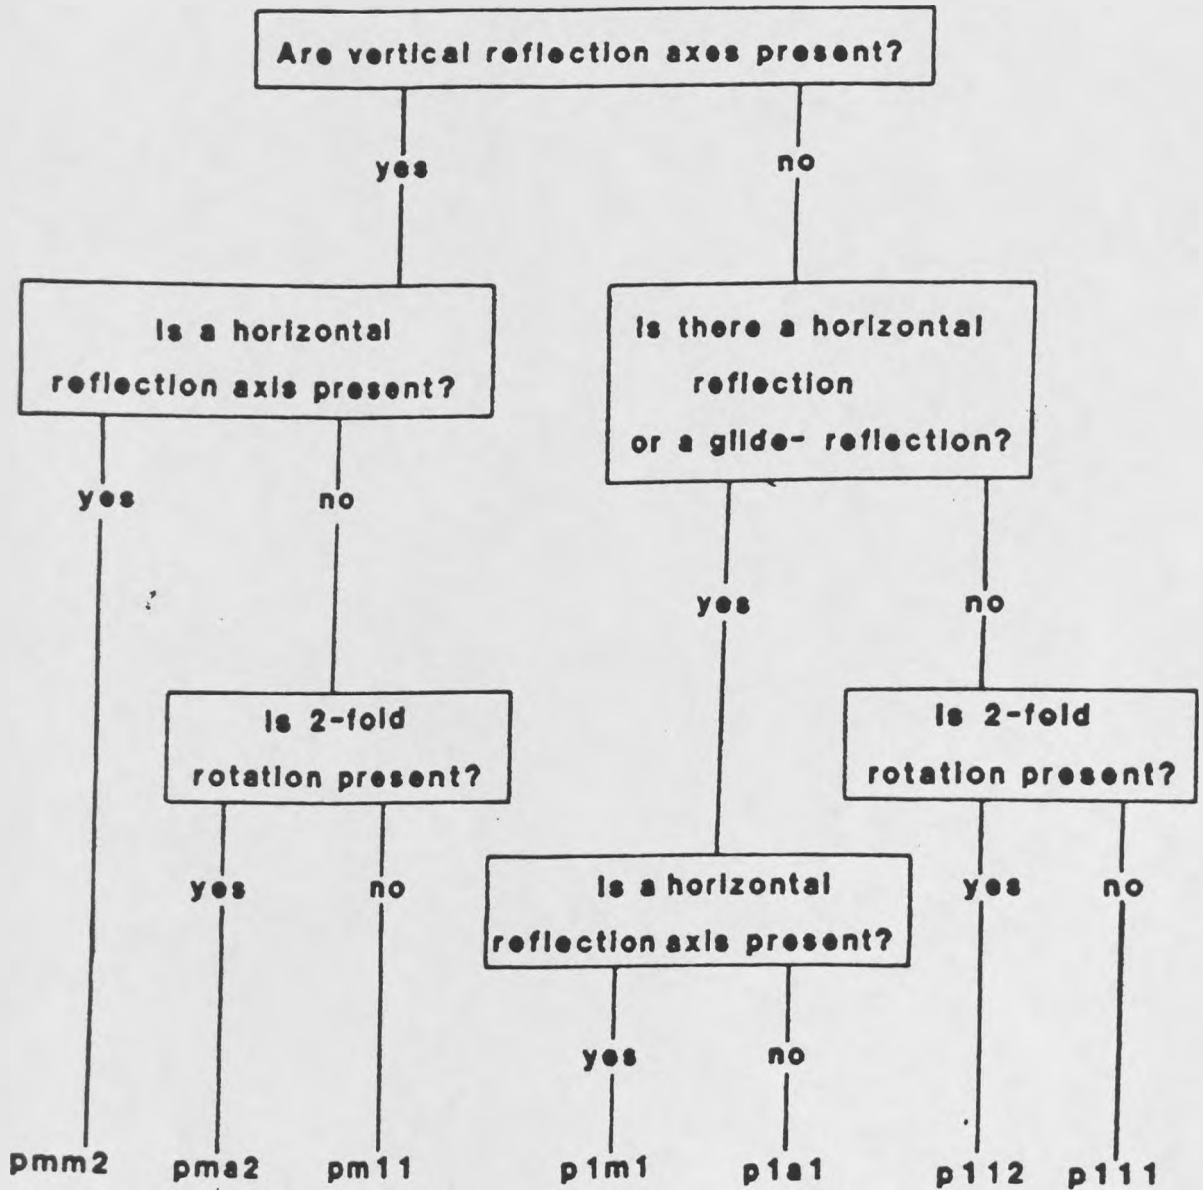 Are vertical reflection axes present?
yes
no
Is a horizontal
reflection axis present?
Is there a horizontal
reflection
or a glide- reflection?
yes
no
yes
no
Is 2-fold
rotation present?
Is 2-fold
rotation present?
yes
no
Is a horizontal
reflection axis present?
yes
no
yes
no
pmm2
pma2
pm11
p1m1
p1a1
p112
p111